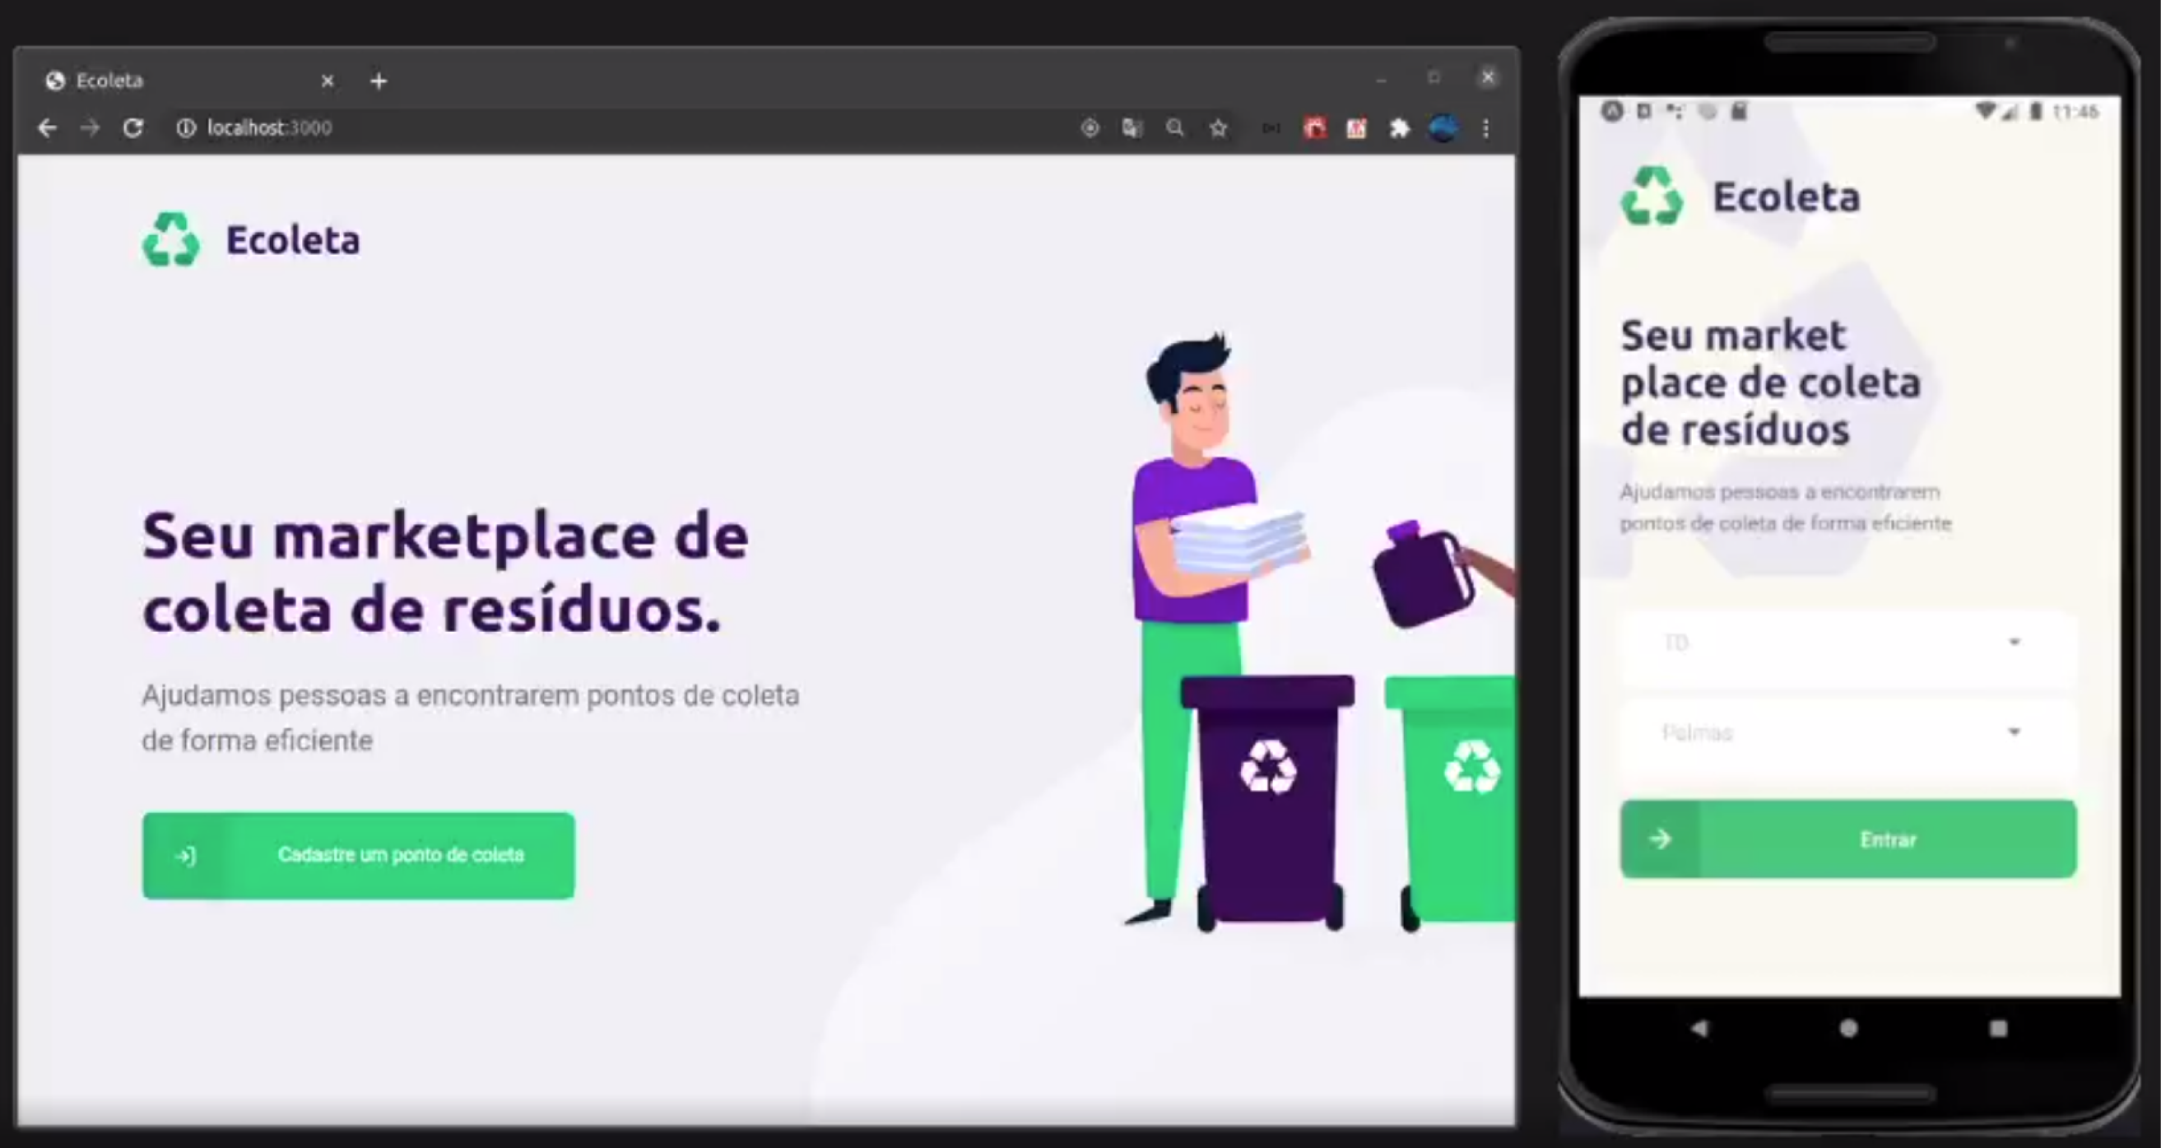 Ecoleta
localhost:3000
Ecoleta
Seu marketplace de
coleta de resíduos.
Ajudamos pessoas a encontrarem pontos de coleta
de forma eficiente
Cadastre um ponto de coleta
11:46
Ecoleta
Seu market
place de coleta
de resíduos
Ajudamos pessoas a encontrarem
pontos de coleta de forma eficiente
TO
Palmas
Entrar